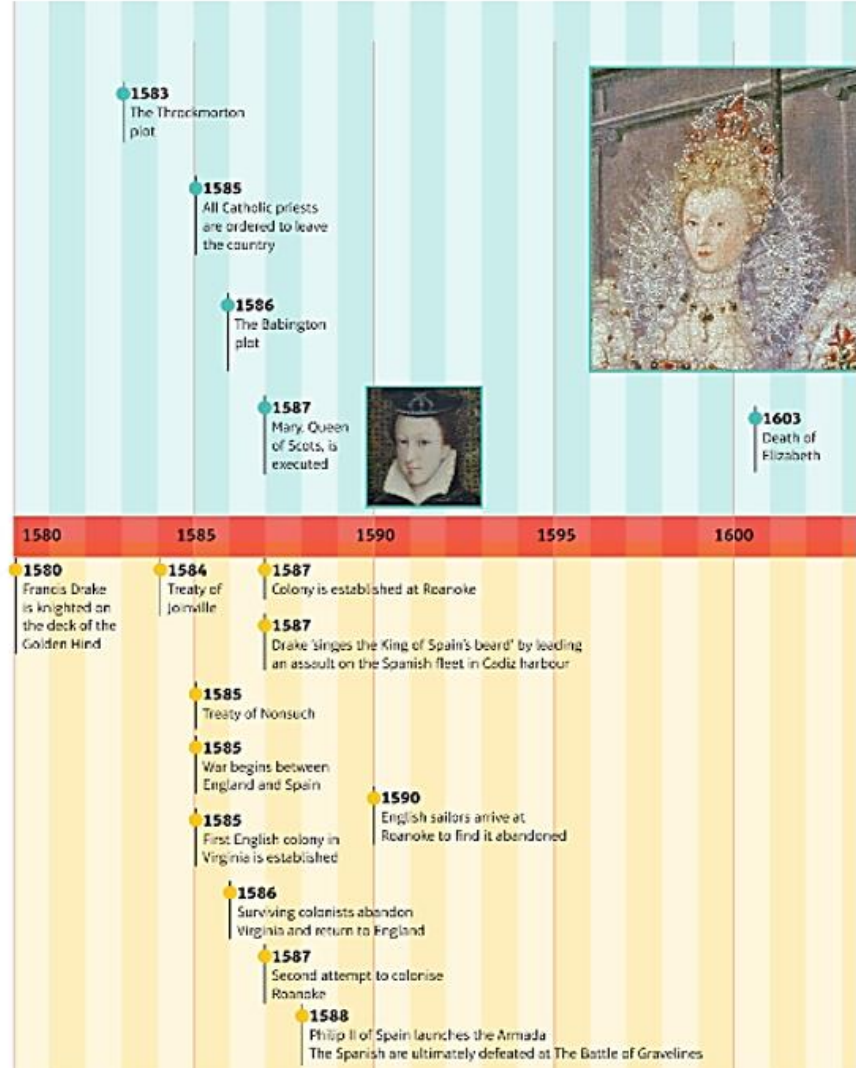 1583
The Throckmorton
plot
1585
All Catholic priests
are ordered to leave
the country
1586
The Babington
plot
1587
Mary, Queen
of Scots, is
executed
1603
Death of
Elizabeth
1580 1585 1590 1595 1600
1580
Francis Drake
is knighted on
the deck of the
Golden Hind
1584
Treaty of
Joinville
1587
Colony is established at Roanoke
1587
Drake 'singes the King of Spain's beard' by leading
an assault on the Spanish fleet in Cadiz harbour
1585
Treaty of Nonsuch
1585
War begins between
England and Spain
1590
English sailors arrive at
Roanoke to find it abandoned
1585
First English colony in
Virginia is established
1586
Surviving colonists abandon
Virginia and return to England
1587
Second attempt to colonise
Roanoke
1588
Philip II of Spain launches the Armada
The Spanish are ultimately defeated at The Battle of Gravelines